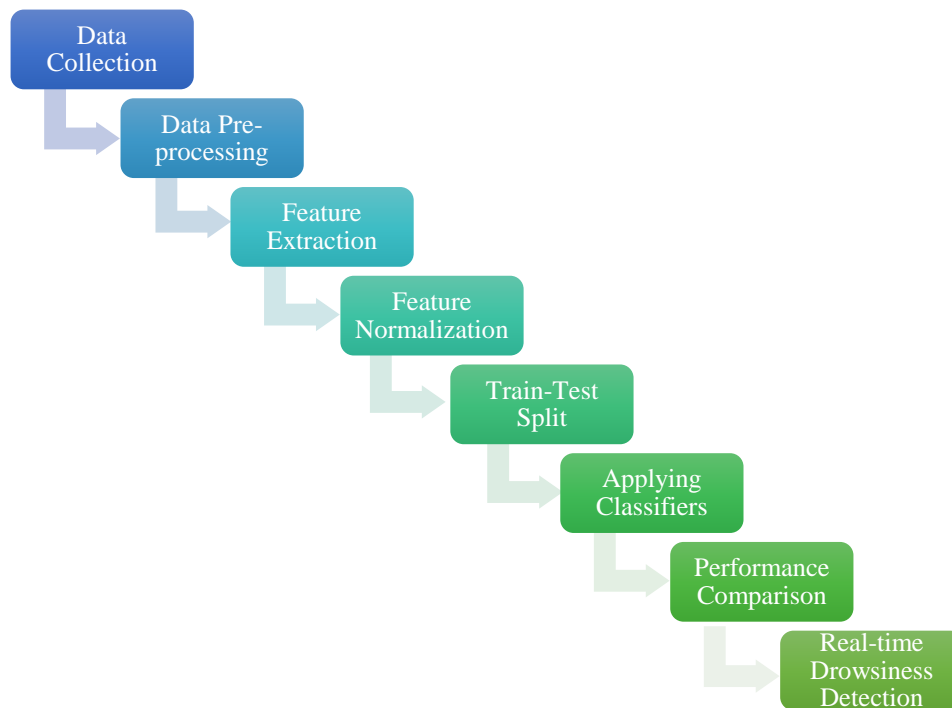 Data
Collection
Data Pre-
processing
Feature
Extraction
Feature
Normalization
Train-Test
Split
Applying
Classifiers
Performance
Comparison
Real-time
Drowsiness
Detection